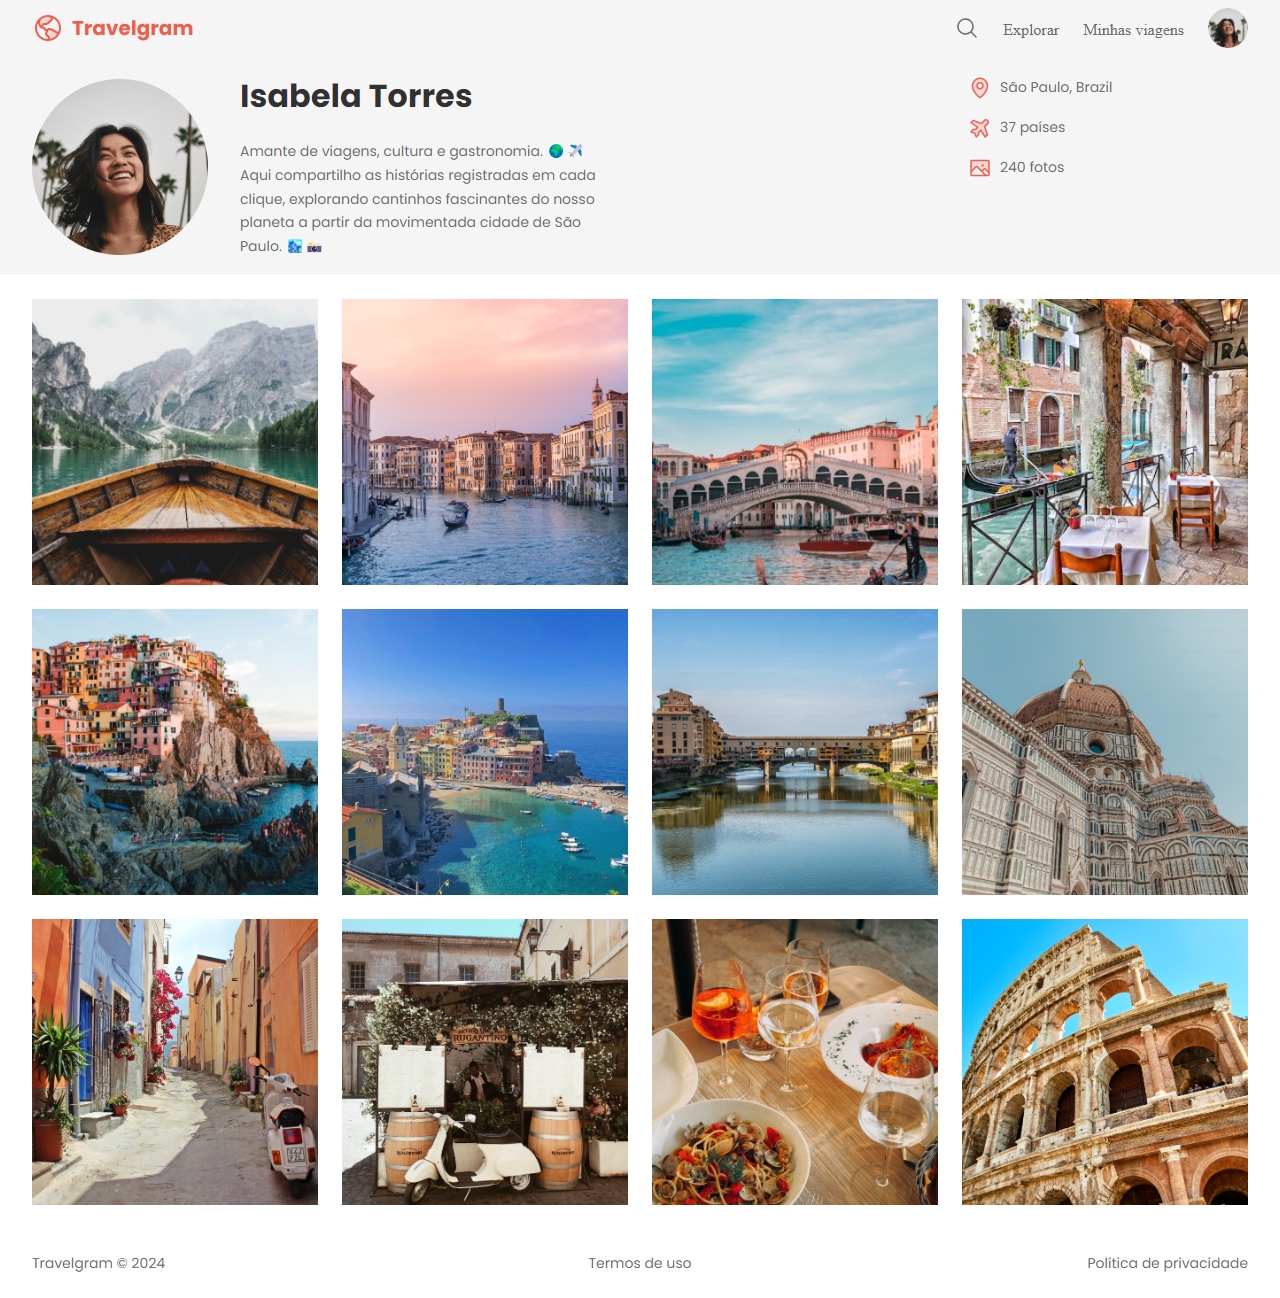 Travelgram
Explorar
Minhas viagens
Isabela Torres
Amante de viagens, cultura e gastronomia. 🌍 ✈️
Aqui compartilho as histórias registradas em cada
clique, explorando cantinhos fascinantes do nosso
planeta a partir da movimentada cidade de São
Paulo. 🏙️ 📸
São Paulo, Brazil
37 países
240 fotos
TRA
RUGANTINO
Travelgram © 2024
Termos de uso
Política de privacidade